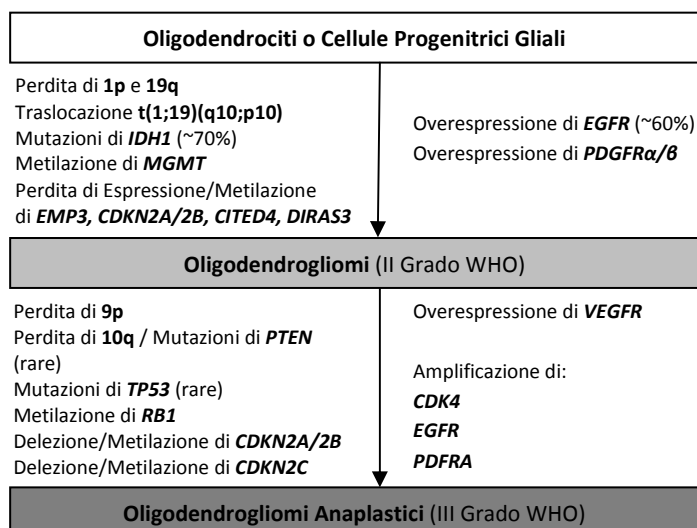 Oligodendrociti o Cellule Progenitrici Gliali
Perdita di 1p e 19q
Traslocazione t(1;19)(q10;p10)
Mutazioni di IDH1 (~70%)
Metilazione di MGMT
Perdita di Espressione/Metilazione
di EMP3, CDKN2A/2B, CITED4, DIRAS3
Overespressione di EGFR (~60%)
Overespressione di PDGFRα/β
Oligodendrogliomi (II Grado WHO)
Perdita di 9p
Perdita di 10q / Mutazioni di PTEN
(rare)
Mutazioni di TP53 (rare)
Metilazione di RB1
Delezione/Metilazione di CDKN2A/2B
Delezione/Metilazione di CDKN2C
Overespressione di VEGFR
Amplificazione di:
CDK4
EGFR
PDFRA
Oligodendrogliomi Anaplastici (III Grado WHO)